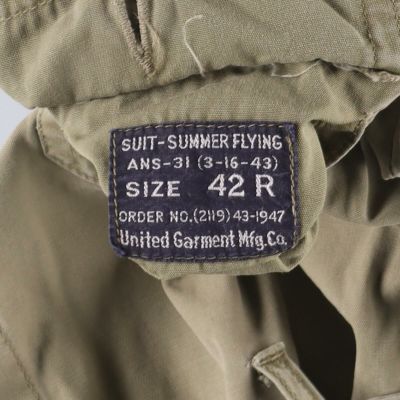 SUIT-SUMMER FLYING
ANS-31 (3-16-43)
SIZE 42 R
ORDER NO.(2119)43-1947
United Garment Mfg.Co.